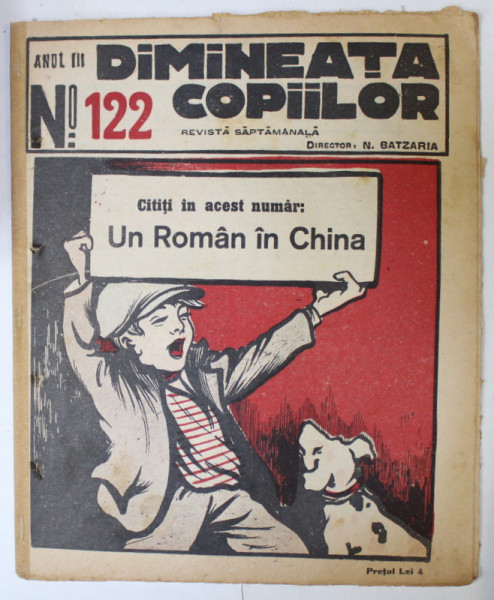 ANUL III
DIMINEAȚA
COPIILOR
No. 122
REVISTĂ SĂPTĂMÂNALĂ
DIRECTOR, N. BATZARIA
Citiți în acest număr:
Un Român în China
Prețul Lei 4